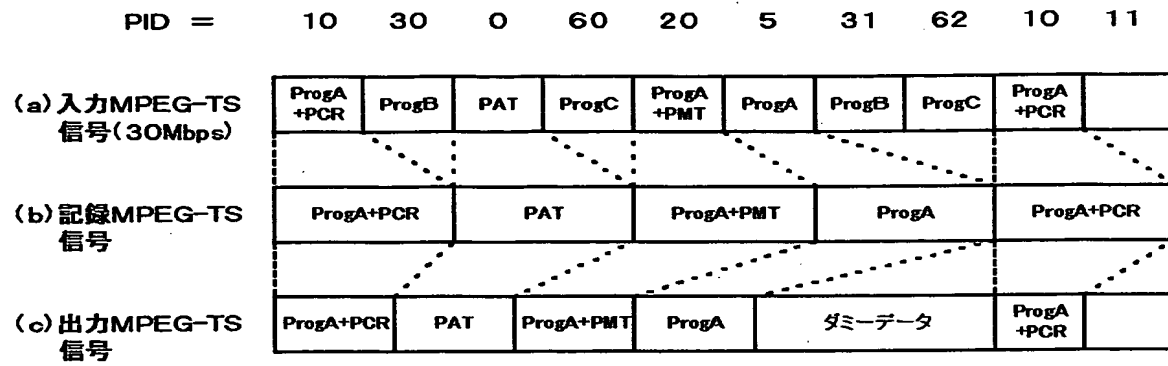 PID = 10 30 0 60 20 5 31 62 10 11
(a)入力MPEG-TS
信号(30Mbps)
ProgA
+PCR
ProgB
PAT
ProgC
ProgA
+PMT
ProgA
ProgB
ProgC
ProgA
+PCR
(b)記録MPEG-TS
信号
ProgA+PCR
PAT
ProgA+PMT
ProgA
ProgA+PCR
(c)出力MPEG-TS
信号
ProgA+PCR
PAT
ProgA+PMT
ProgA
ダミーデータ
ProgA
+PCR